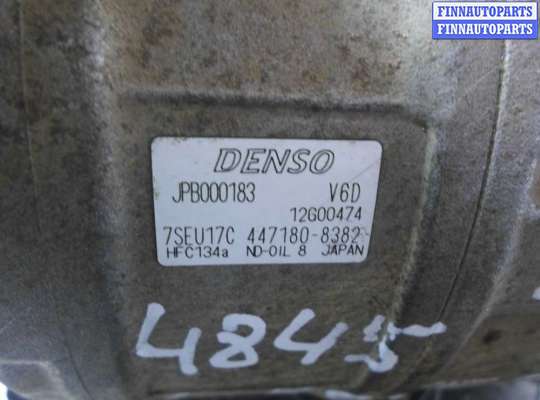 FINNAUTOPARTS
FINNAUTOPARTS
DENSO
JPB000183 V6D
12G00474
7SEU17C 447180-8382
HFC134a ND-OIL 8 JAPAN
4845